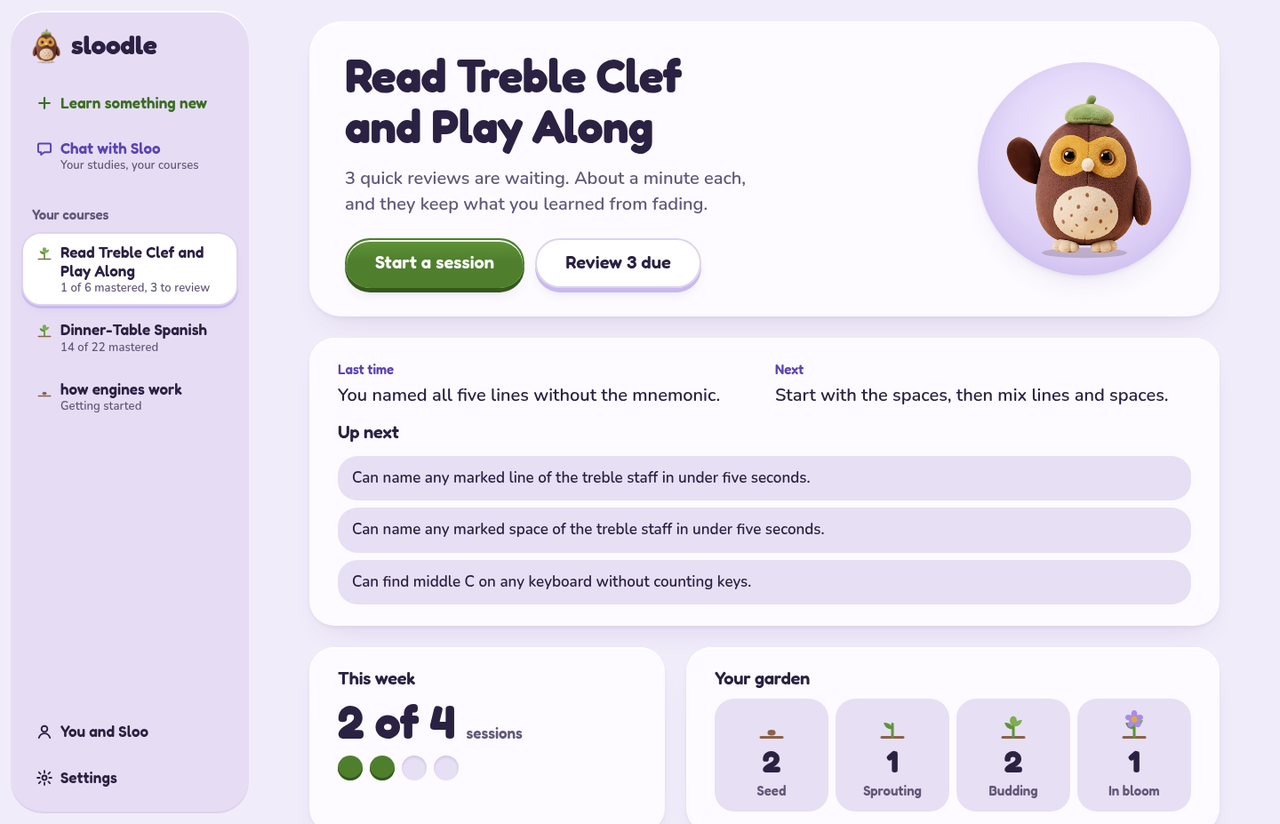 sloodle
Learn something new
Chat with Sloo
Your studies, your courses
Your courses
Read Treble Clef and
Play Along
1 of 6 mastered, 3 to review
Dinner-Table Spanish
14 of 22 mastered
how engines work
Getting started
You and Sloo
Settings
Read Treble Clef
and Play Along
3 quick reviews are waiting. About a minute each,
and they keep what you learned from fading.
Start a session
Review 3 due
Last time
You named all five lines without the mnemonic.
Next
Start with the spaces, then mix lines and spaces.
Up next
Can name any marked line of the treble staff in under five seconds.
Can name any marked space of the treble staff in under five seconds.
Can find middle C on any keyboard without counting keys.
This week
2 of 4 sessions
Your garden
2
Seed
1
Sprouting
2
Budding
1
In bloom